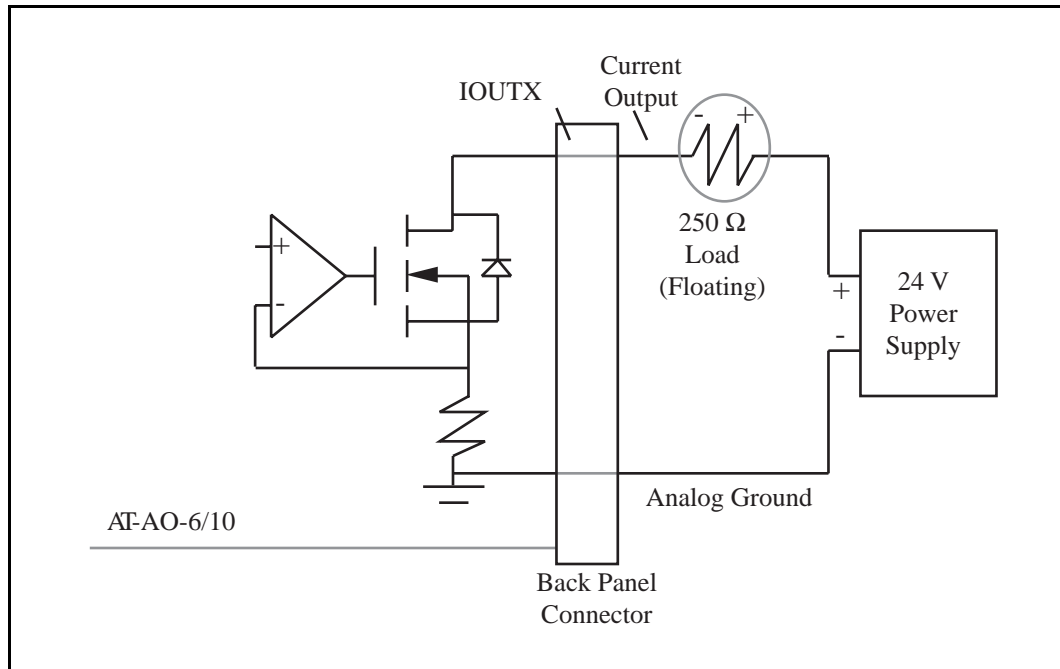 IOUTX
Current
Output
- +
250 Ω
Load
(Floating)
+
-
+
-
24 V
Power
Supply
Analog Ground
AT-AO-6/10
Back Panel
Connector